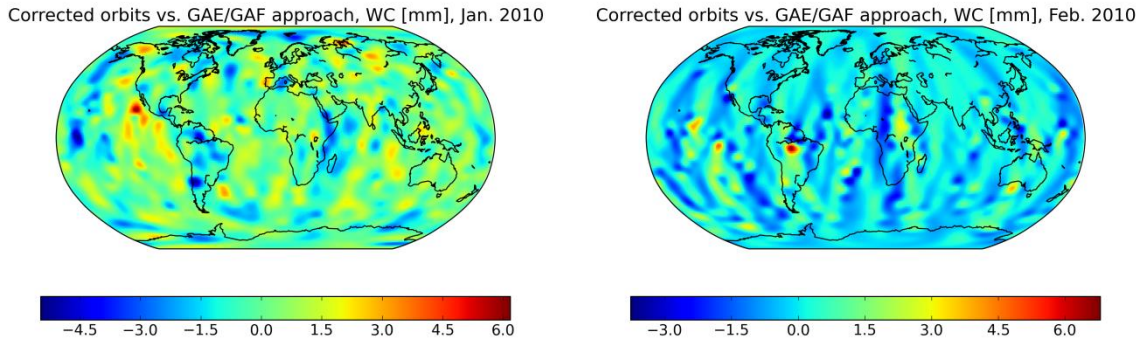 Corrected orbits vs. GAE/GAF approach, WC [mm], Jan. 2010
−4.5 −3.0 −1.5 0.0 1.5 3.0 4.5 6.0
Corrected orbits vs. GAE/GAF approach, WC [mm], Feb. 2010
−3.0 −1.5 0.0 1.5 3.0 4.5 6.0